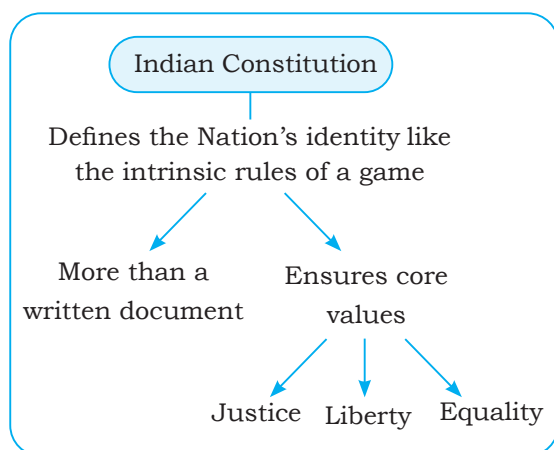 Indian Constitution
Defines the Nation’s identity like
the intrinsic rules of a game
More than a
written document
Ensures core
values
Justice
Liberty
Equality